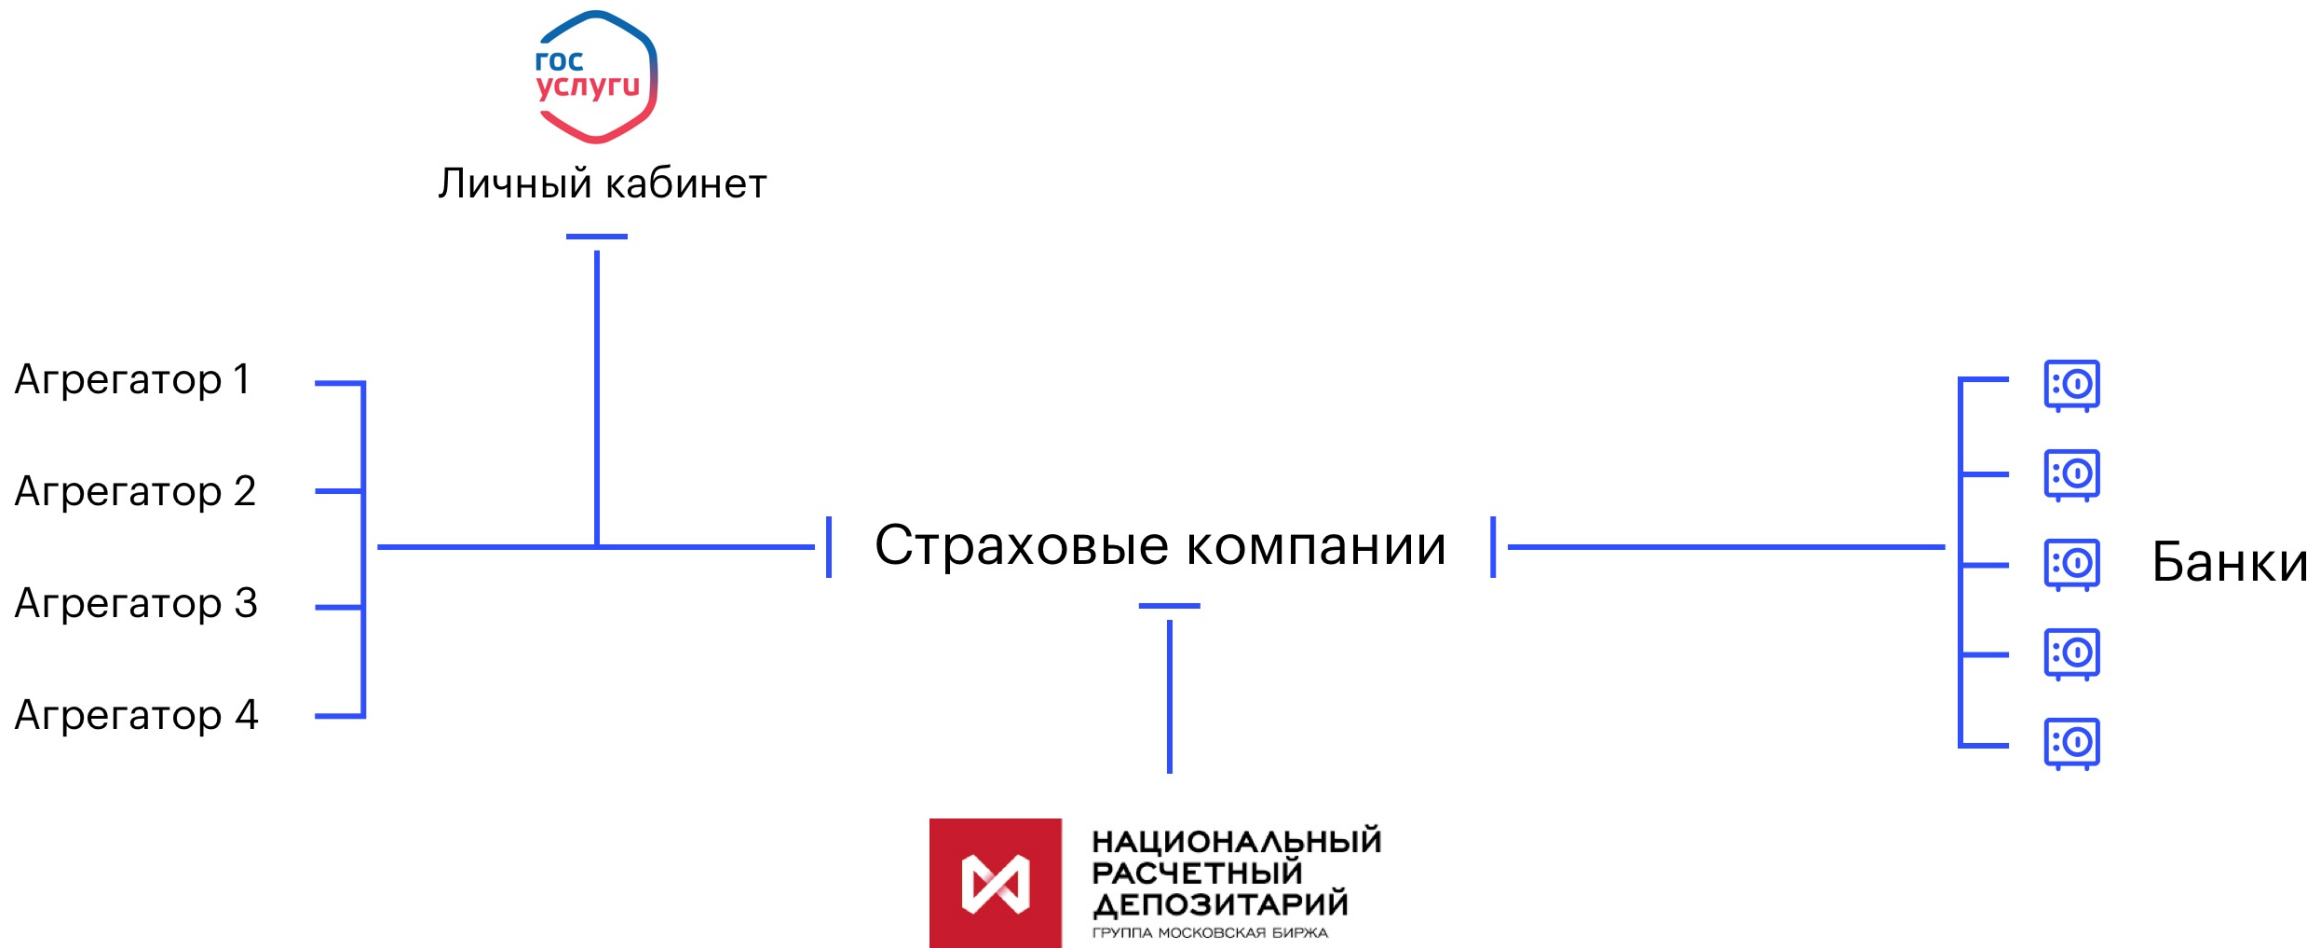 гос
услуги
Личный кабинет
Агрегатор 1
Агрегатор 2
Агрегатор 3
Агрегатор 4
Страховые компании
Банки
НАЦИОНАЛЬНЫЙ
РАСЧЕТНЫЙ
ДЕПОЗИТАРИЙ
ГРУППА МОСКОВСКАЯ БИРЖА